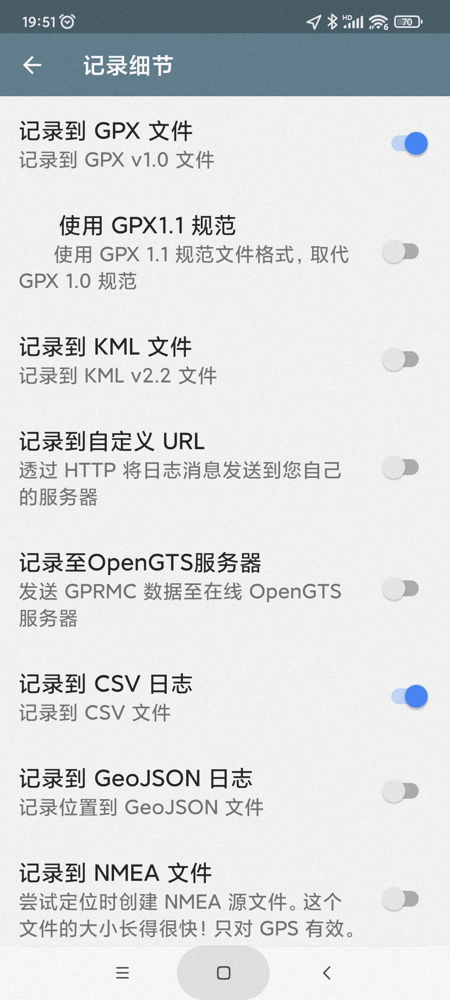 19:51
HD
6
70
记录细节
记录到 GPX 文件
记录到 GPX v1.0 文件
使用 GPX1.1 规范
使用 GPX 1.1 规范文件格式，取代
GPX 1.0 规范
记录到 KML 文件
记录到 KML v2.2 文件
记录到自定义 URL
透过 HTTP 将日志消息发送到您自己
的服务器
记录至OpenGTS服务器
发送 GPRMC 数据至在线 OpenGTS
服务器
记录到 CSV 日志
记录到 CSV 文件
记录到 GeoJSON 日志
记录位置到 GeoJSON 文件
记录到 NMEA 文件
尝试定位时创建 NMEA 源文件。这个
文件的大小长得很快！只对 GPS 有效。